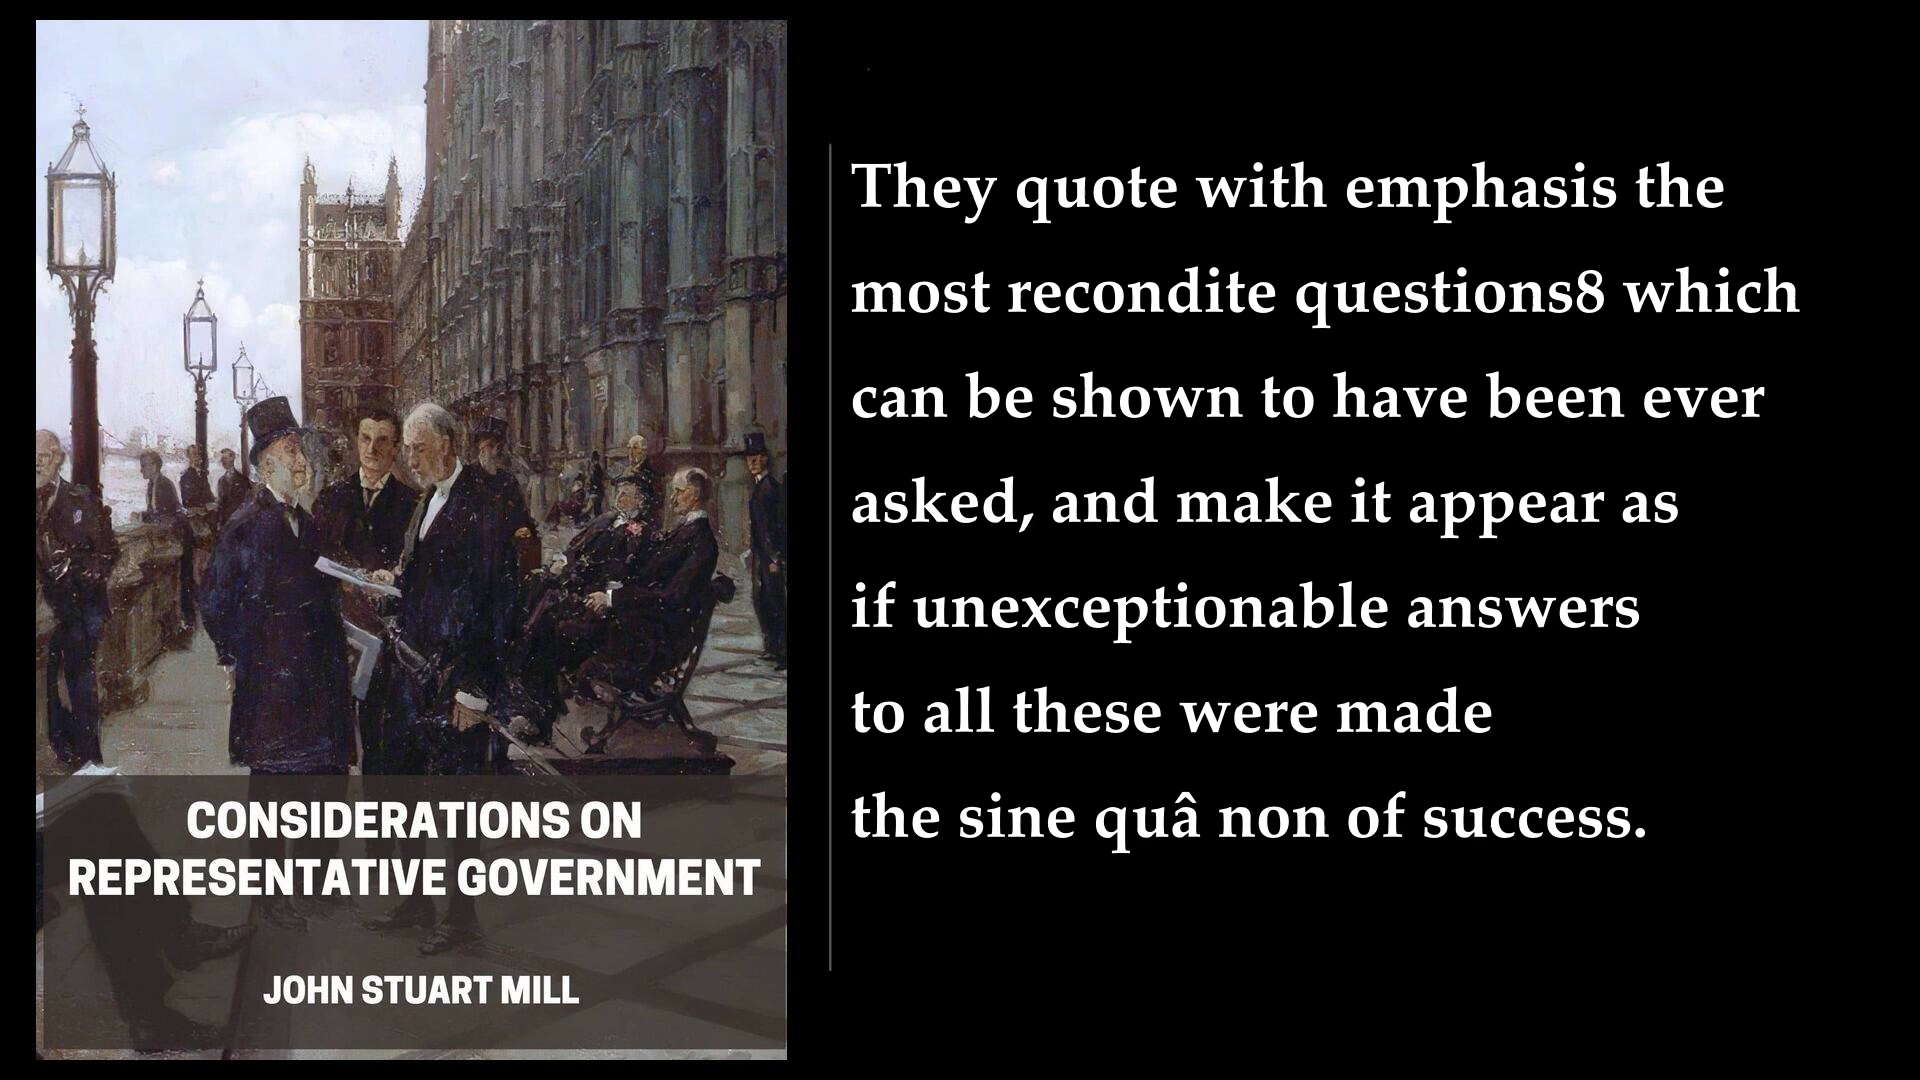 They quote with emphasis the
most recondite questions8 which
can be shown to have been ever
asked, and make it appear as
if unexceptionable answers
to all these were made
the sine quâ non of success.
CONSIDERATIONS ON
REPRESENTATIVE GOVERNMENT
JOHN STUART MILL